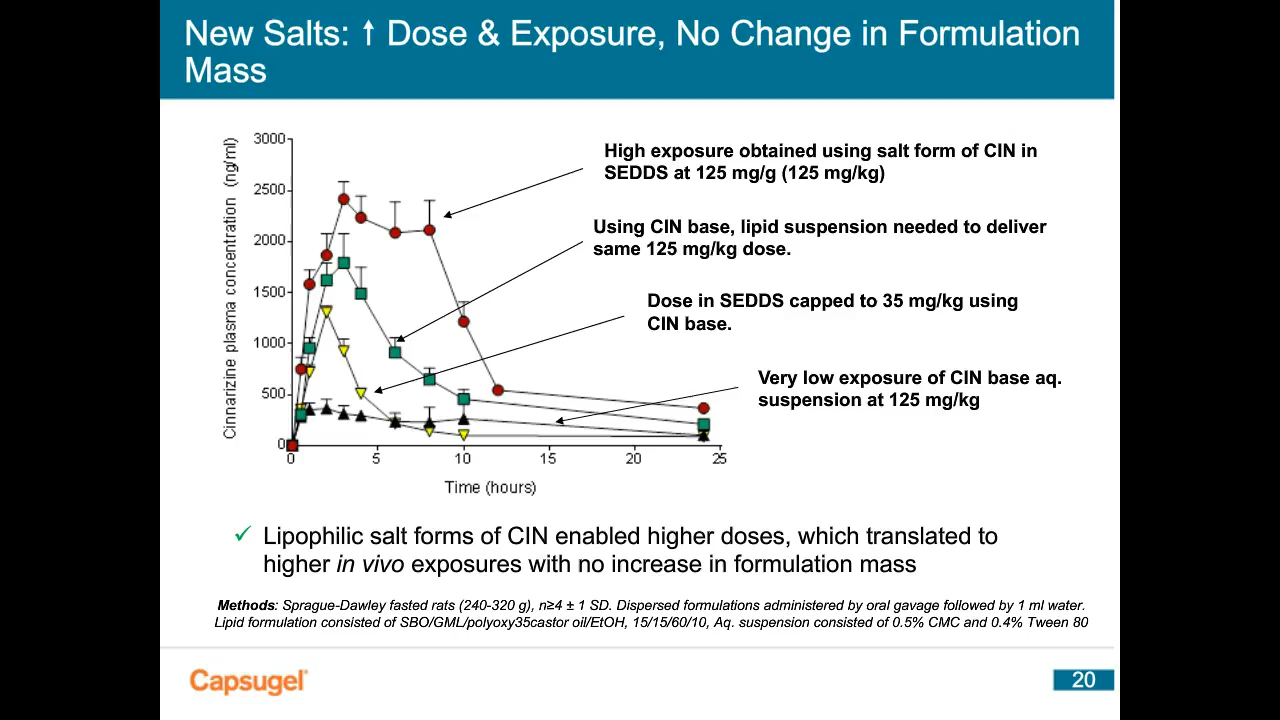 New Salts: ↑ Dose & Exposure, No Change in Formulation
Mass
Cinnarizine plasma concentration (ng/ml)
3000
2500
2000
1500
1000
500
0
0
5
10
15
20
25
Time (hours)
High exposure obtained using salt form of CIN in
SEDDS at 125 mg/g (125 mg/kg)
Using CIN base, lipid suspension needed to deliver
same 125 mg/kg dose.
Dose in SEDDS capped to 35 mg/kg using
CIN base.
Very low exposure of CIN base aq.
suspension at 125 mg/kg
✓ Lipophilic salt forms of CIN enabled higher doses, which translated to
higher in vivo exposures with no increase in formulation mass
Methods: Sprague-Dawley fasted rats (240-320 g), n≥4 ± 1 SD. Dispersed formulations administered by oral gavage followed by 1 ml water.
Lipid formulation consisted of SBO/GML/polyoxy35castor oil/EtOH, 15/15/60/10, Aq. suspension consisted of 0.5% CMC and 0.4% Tween 80
Capsugel
20